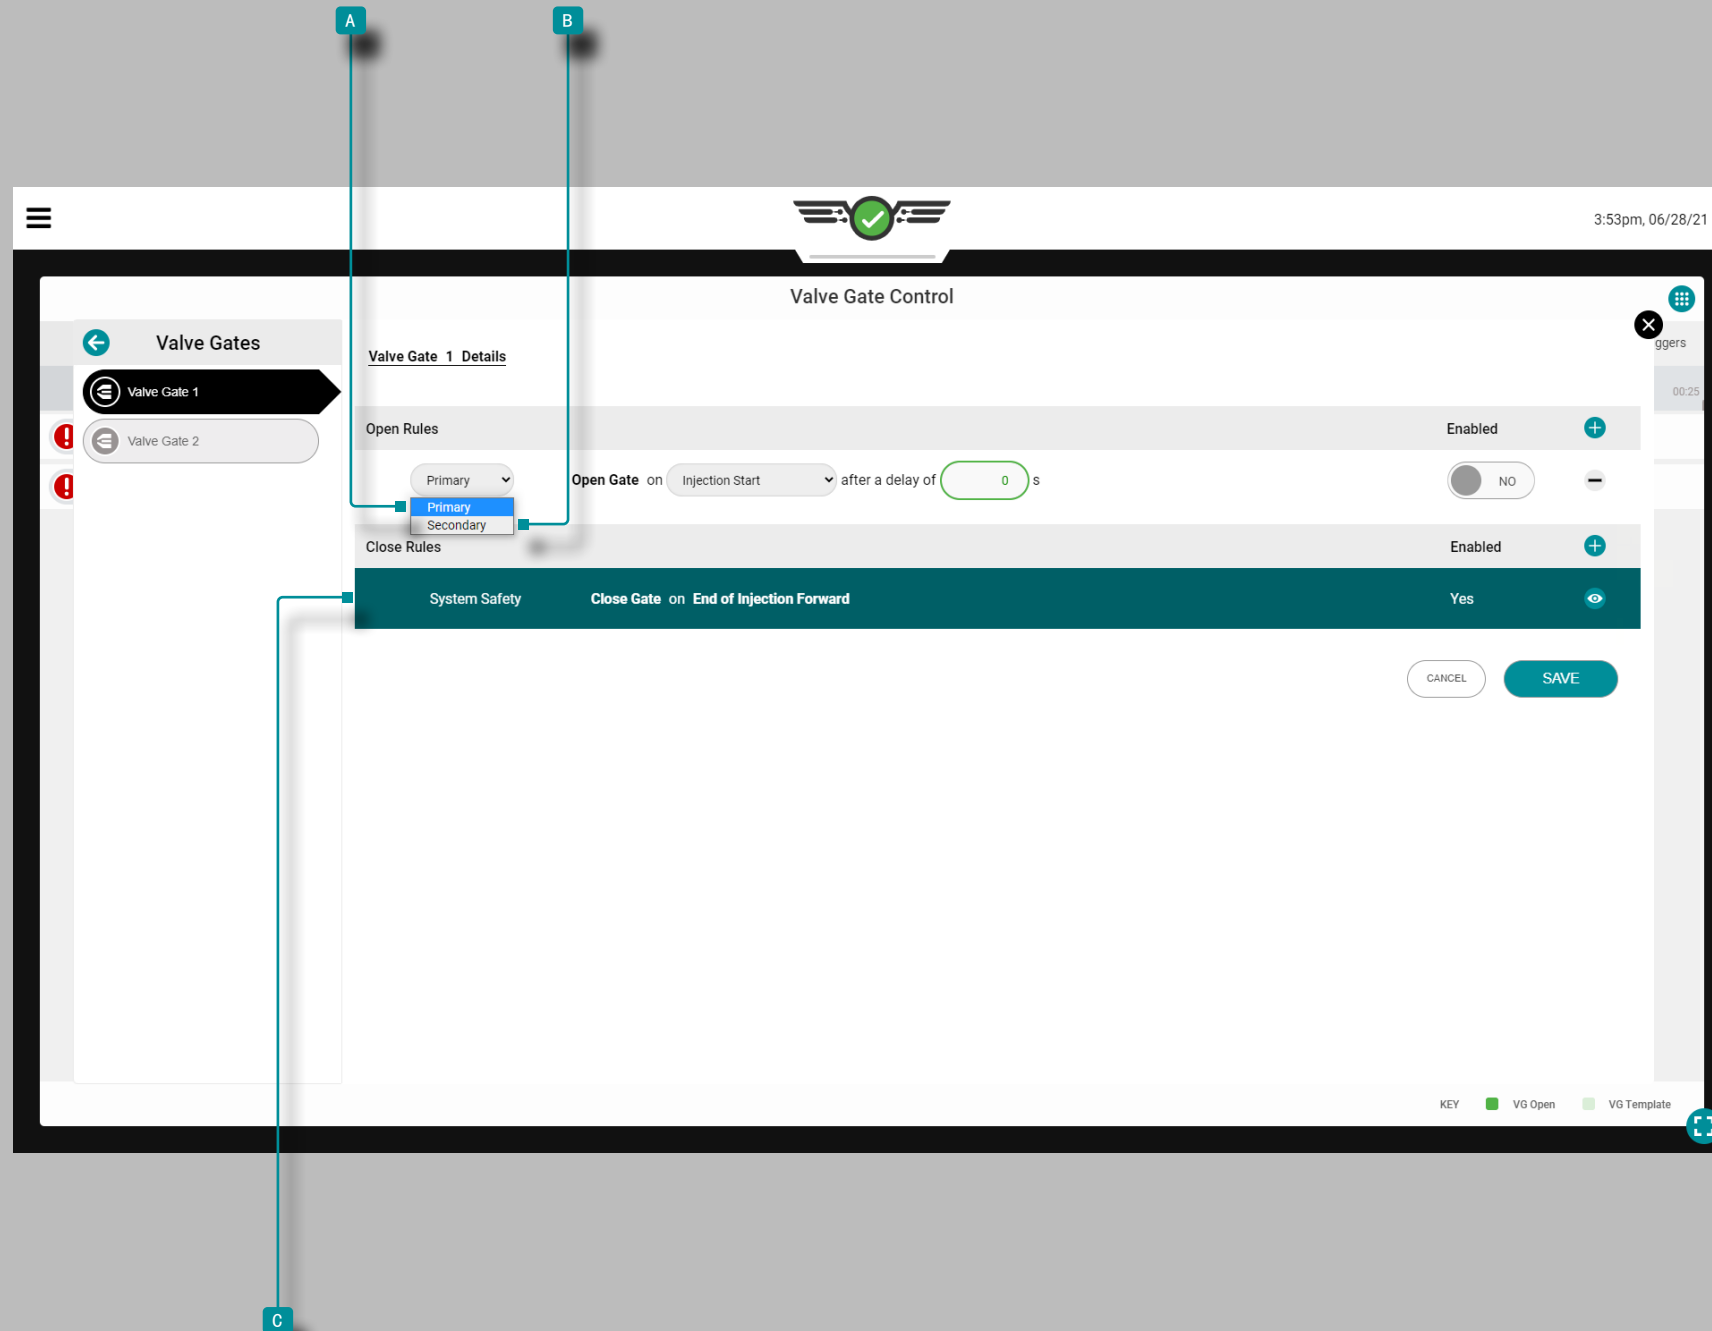 A
B
3:53pm, 06/28/21
Valve Gate Control
Valve Gates
ggers
Valve Gate 1 Details
Valve Gate 1
00:25
Open Rules Enabled
Valve Gate 2
Primary Open Gate on Injection Start after a delay of 0 s NO
Primary
Secondary
Close Rules Enabled
System Safety Close Gate on End of Injection Forward Yes
CANCEL SAVE
KEY VG Open VG Template
C